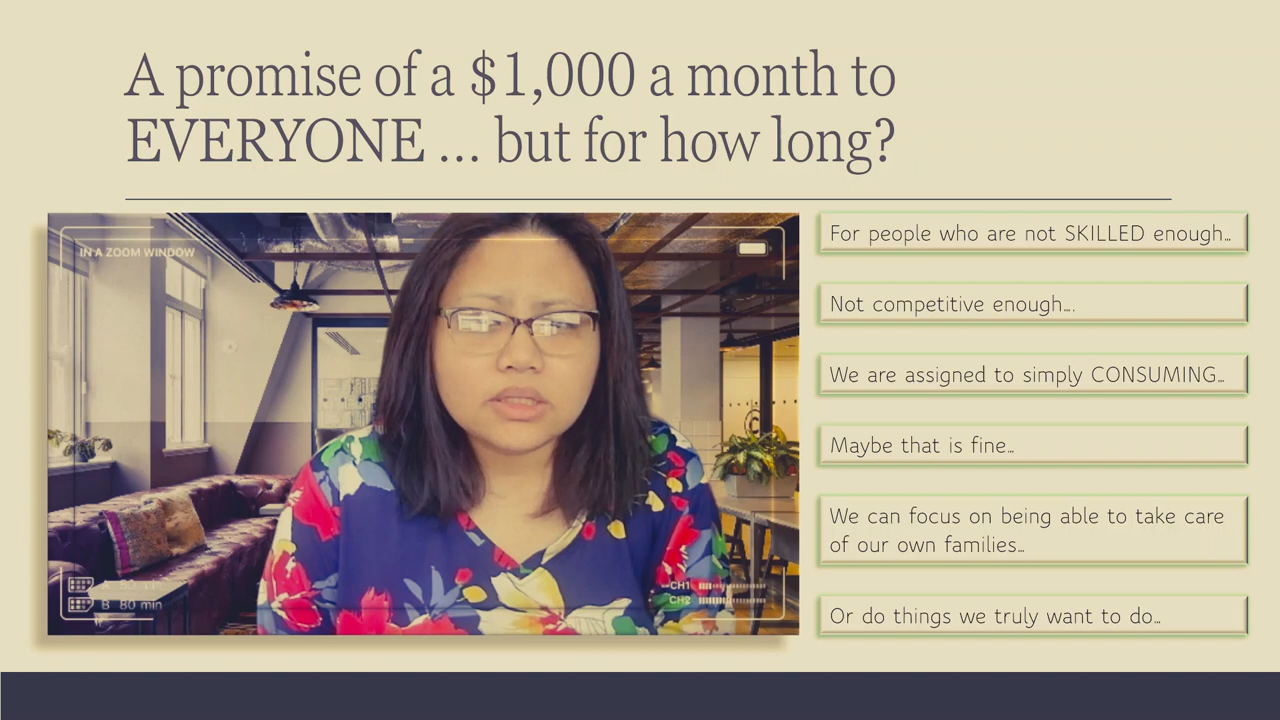 A promise of a $1,000 a month to
EVERYONE ... but for how long?
IN A ZOOM WINDOW
For people who are not SKILLED enough…
Not competitive enough….
We are assigned to simply CONSUMING…
Maybe that is fine…
We can focus on being able to take care
of our own families…
Or do things we truly want to do…
A 80 min
B 80 min
CH1
CH2